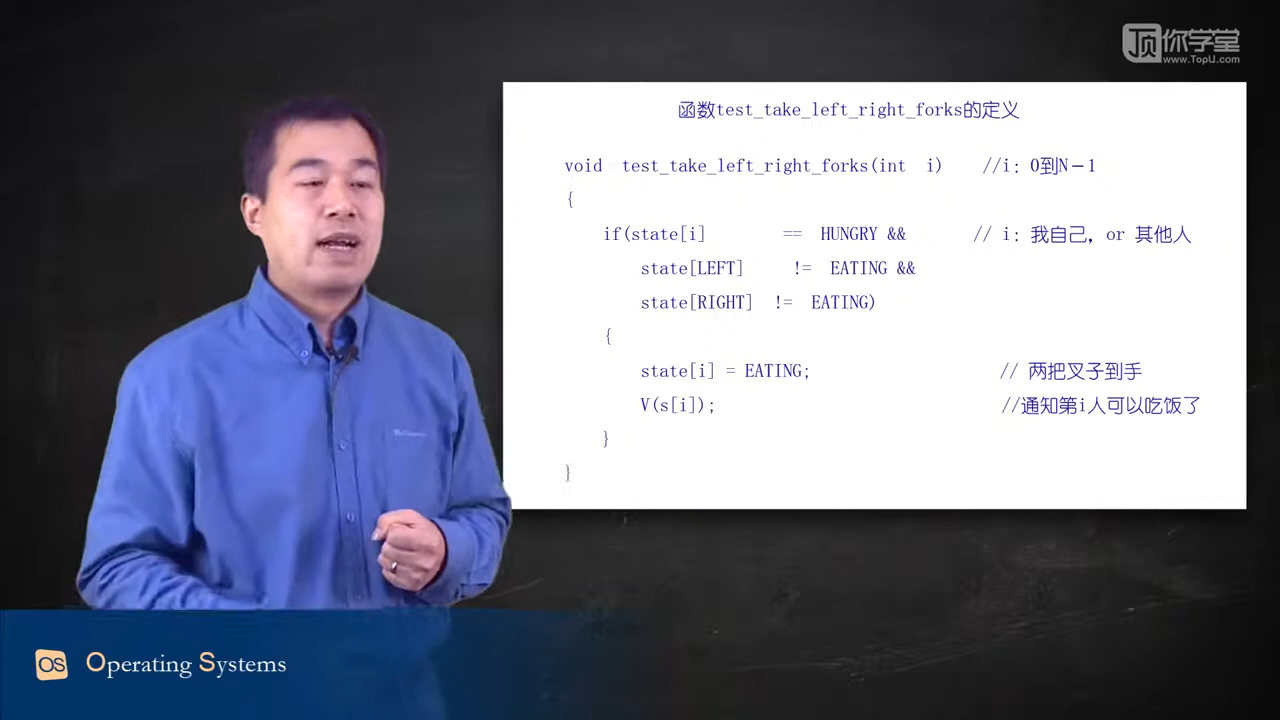 顶你学堂
www.TopU.com
函数test_take_left_right_forks的定义
void test_take_left_right_forks(int i) //i: 0到N-1
{
if(state[i] == HUNGRY && // i: 我自己, or 其他人
state[LEFT] != EATING &&
state[RIGHT] != EATING)
{
state[i] = EATING; // 两把叉子到手
V(s[i]); //通知第i人可以吃饭了
}
}
OS Operating Systems